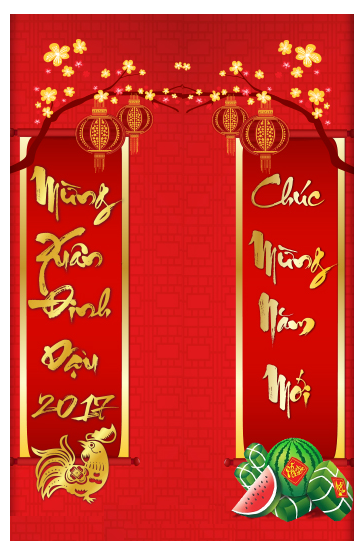 Mừng
Xuân
Đinh
Dậu
2017
Chúc
Mừng
Năm
Mới